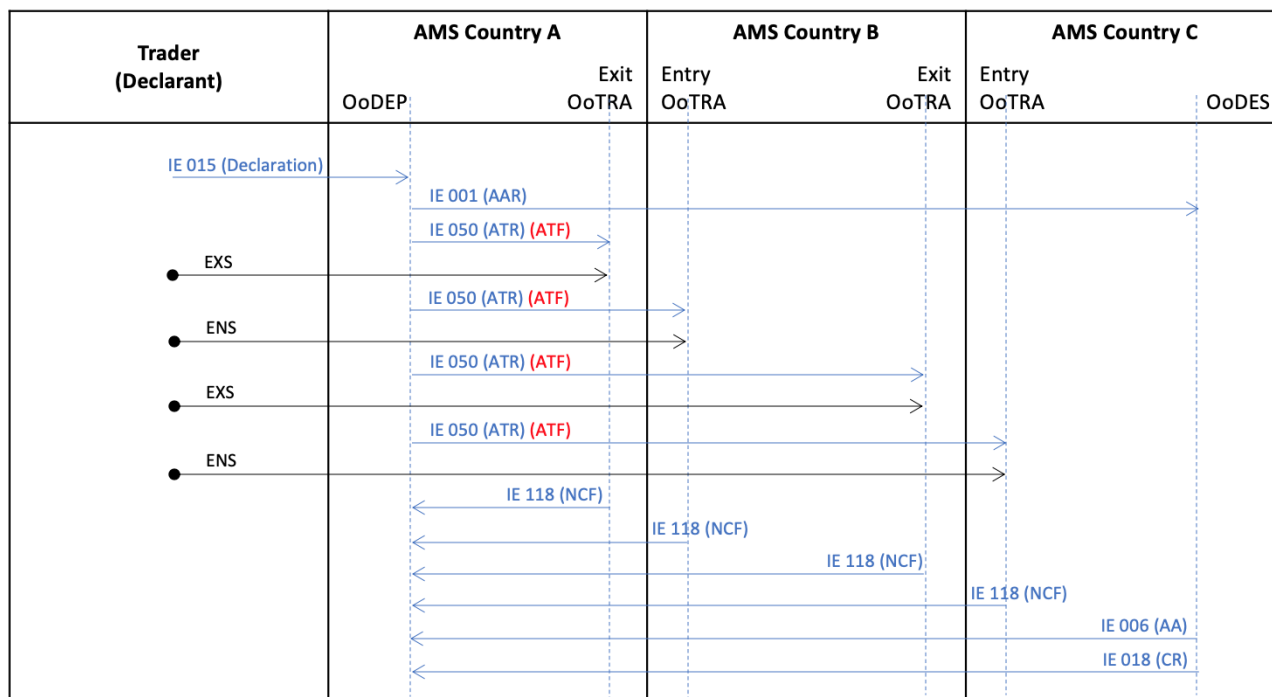 Trader
(Declarant)
AMS Country A
AMS Country B
AMS Country C
OoDEP
Exit
OoTRA
Entry
OoTRA
Exit
OoTRA
Entry
OoTRA
OoDES
IE 015 (Declaration)
IE 001 (AAR)
IE 050 (ATR) (ATF)
EXS
IE 050 (ATR) (ATF)
ENS
IE 050 (ATR) (ATF)
EXS
IE 050 (ATR) (ATF)
ENS
IE 118 (NCF)
IE 118 (NCF)
IE 118 (NCF)
IE 118 (NCF)
IE 006 (AA)
IE 018 (CR)